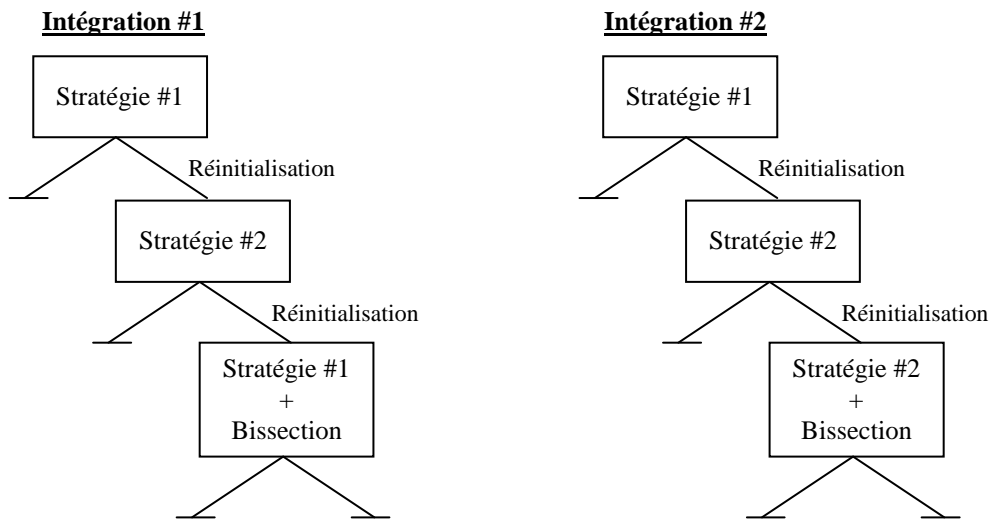 Intégration #1
Stratégie #1
Réinitialisation
Stratégie #2
Réinitialisation
Stratégie #1
+
Bissection
Intégration #2
Stratégie #1
Réinitialisation
Stratégie #2
Réinitialisation
Stratégie #2
+
Bissection